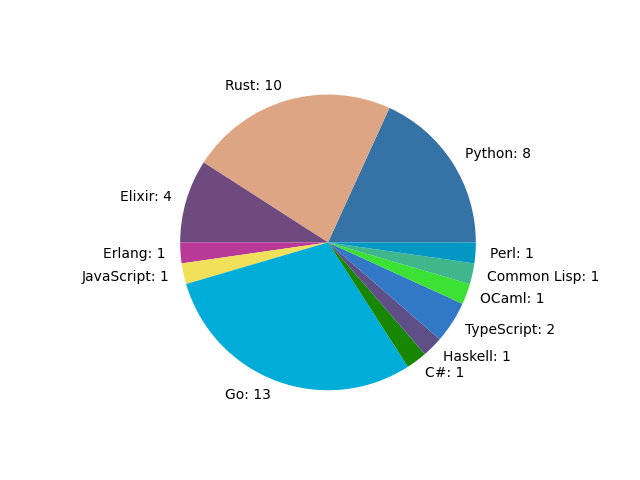 Rust: 10
Python: 8
Elixir: 4
Erlang: 1
Perl: 1
JavaScript: 1
Common Lisp: 1
OCaml: 1
TypeScript: 2
Haskell: 1
C#: 1
Go: 13